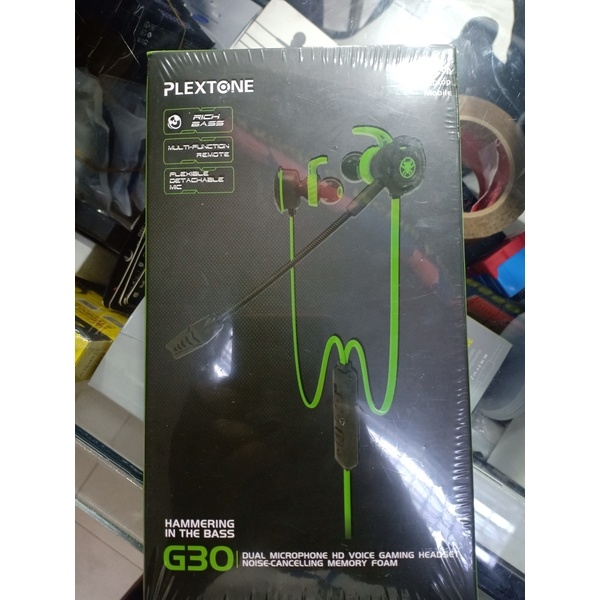 PLEXTONE
RICH
BASS
MULTI-FUNCTION
REMOTE
FLEXIBLE
DETACHABLE
MIC
HAMMERING
IN THE BASS
G30
DUAL MICROPHONE HD VOICE GAMING HEADSET
NOISE-CANCELLING MEMORY FOAM